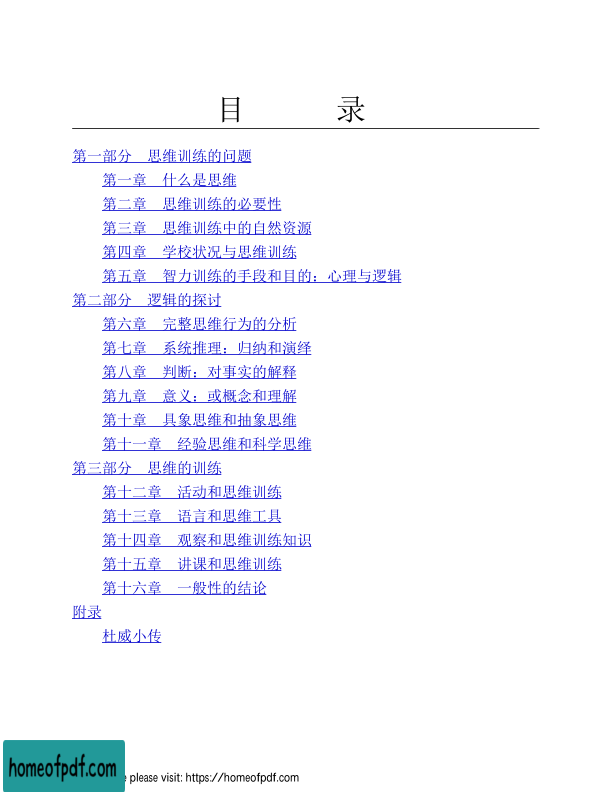 目 录
第一部分 思维训练的问题
第一章 什么是思维
第二章 思维训练的必要性
第三章 思维训练中的自然资源
第四章 学校状况与思维训练
第五章 智力训练的手段和目的：心理与逻辑
第二部分 逻辑的探讨
第六章 完整思维行为的分析
第七章 系统推理：归纳和演绎
第八章 判断：对事实的解释
第九章 意义：或概念和理解
第十章 具象思维和抽象思维
第十一章 经验思维和科学思维
第三部分 思维的训练
第十二章 活动和思维训练
第十三章 语言和思维工具
第十四章 观察和思维训练知识
第十五章 讲课和思维训练
第十六章 一般性的结论
附录
杜威小传
homeofpdf.com
please visit: https://homeofpdf.com